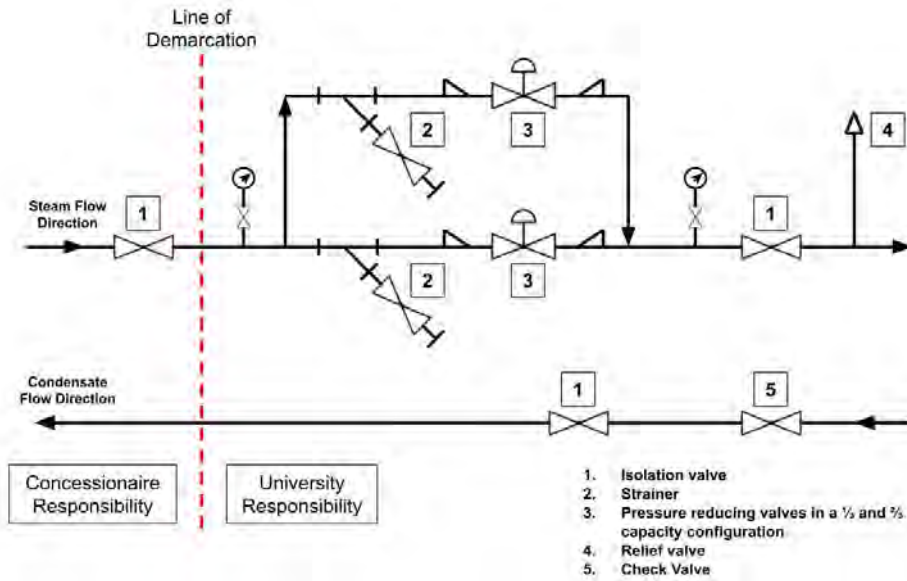 Line of
Demarcation
2
3
4
Steam Flow
Direction
1
1
2
3
Condensate
Flow Direction
1
5
Concessionaire
Responsibility
University
Responsibility
1. Isolation valve
2. Strainer
3. Pressure reducing valves in a ⅓ and ⅔
capacity configuration
4. Relief valve
5. Check Valve